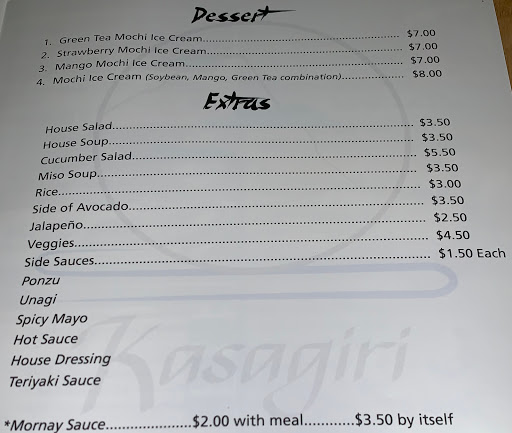 Dessert
1. Green Tea Mochi Ice Cream.......................................................... $7.00
2. Strawberry Mochi Ice Cream......................................................... $7.00
3. Mango Mochi Ice Cream............................................................... $7.00
4. Mochi Ice Cream (Soybean, Mango, Green Tea combination)................... $8.00
Extras
House Salad.................................................................................... $3.50
House Soup..................................................................................... $3.50
Cucumber Salad.............................................................................. $5.50
Miso Soup....................................................................................... $3.50
Rice................................................................................................ $3.00
Side of Avocado............................................................................... $3.50
Jalapeño.......................................................................................... $2.50
Veggies............................................................................................ $4.50
Side Sauces...................................................................................... $1.50 Each
Ponzu
Unagi
Spicy Mayo
Hot Sauce
House Dressing
Teriyaki Sauce
Kasagiri
*Mornay Sauce.....................$2.00 with meal............$3.50 by itself